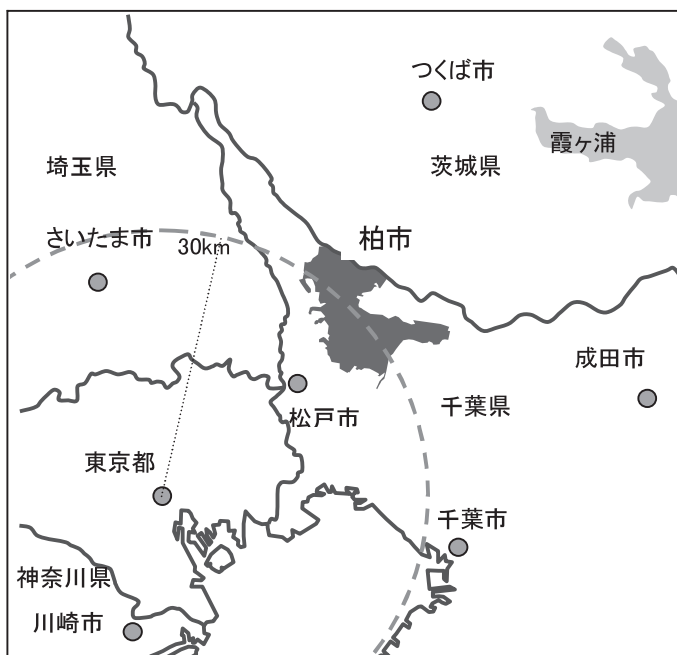 つくば市
霞ヶ浦
埼玉県
茨城県
さいたま市
30km
柏市
成田市
松戸市
千葉県
東京都
千葉市
神奈川県
川崎市